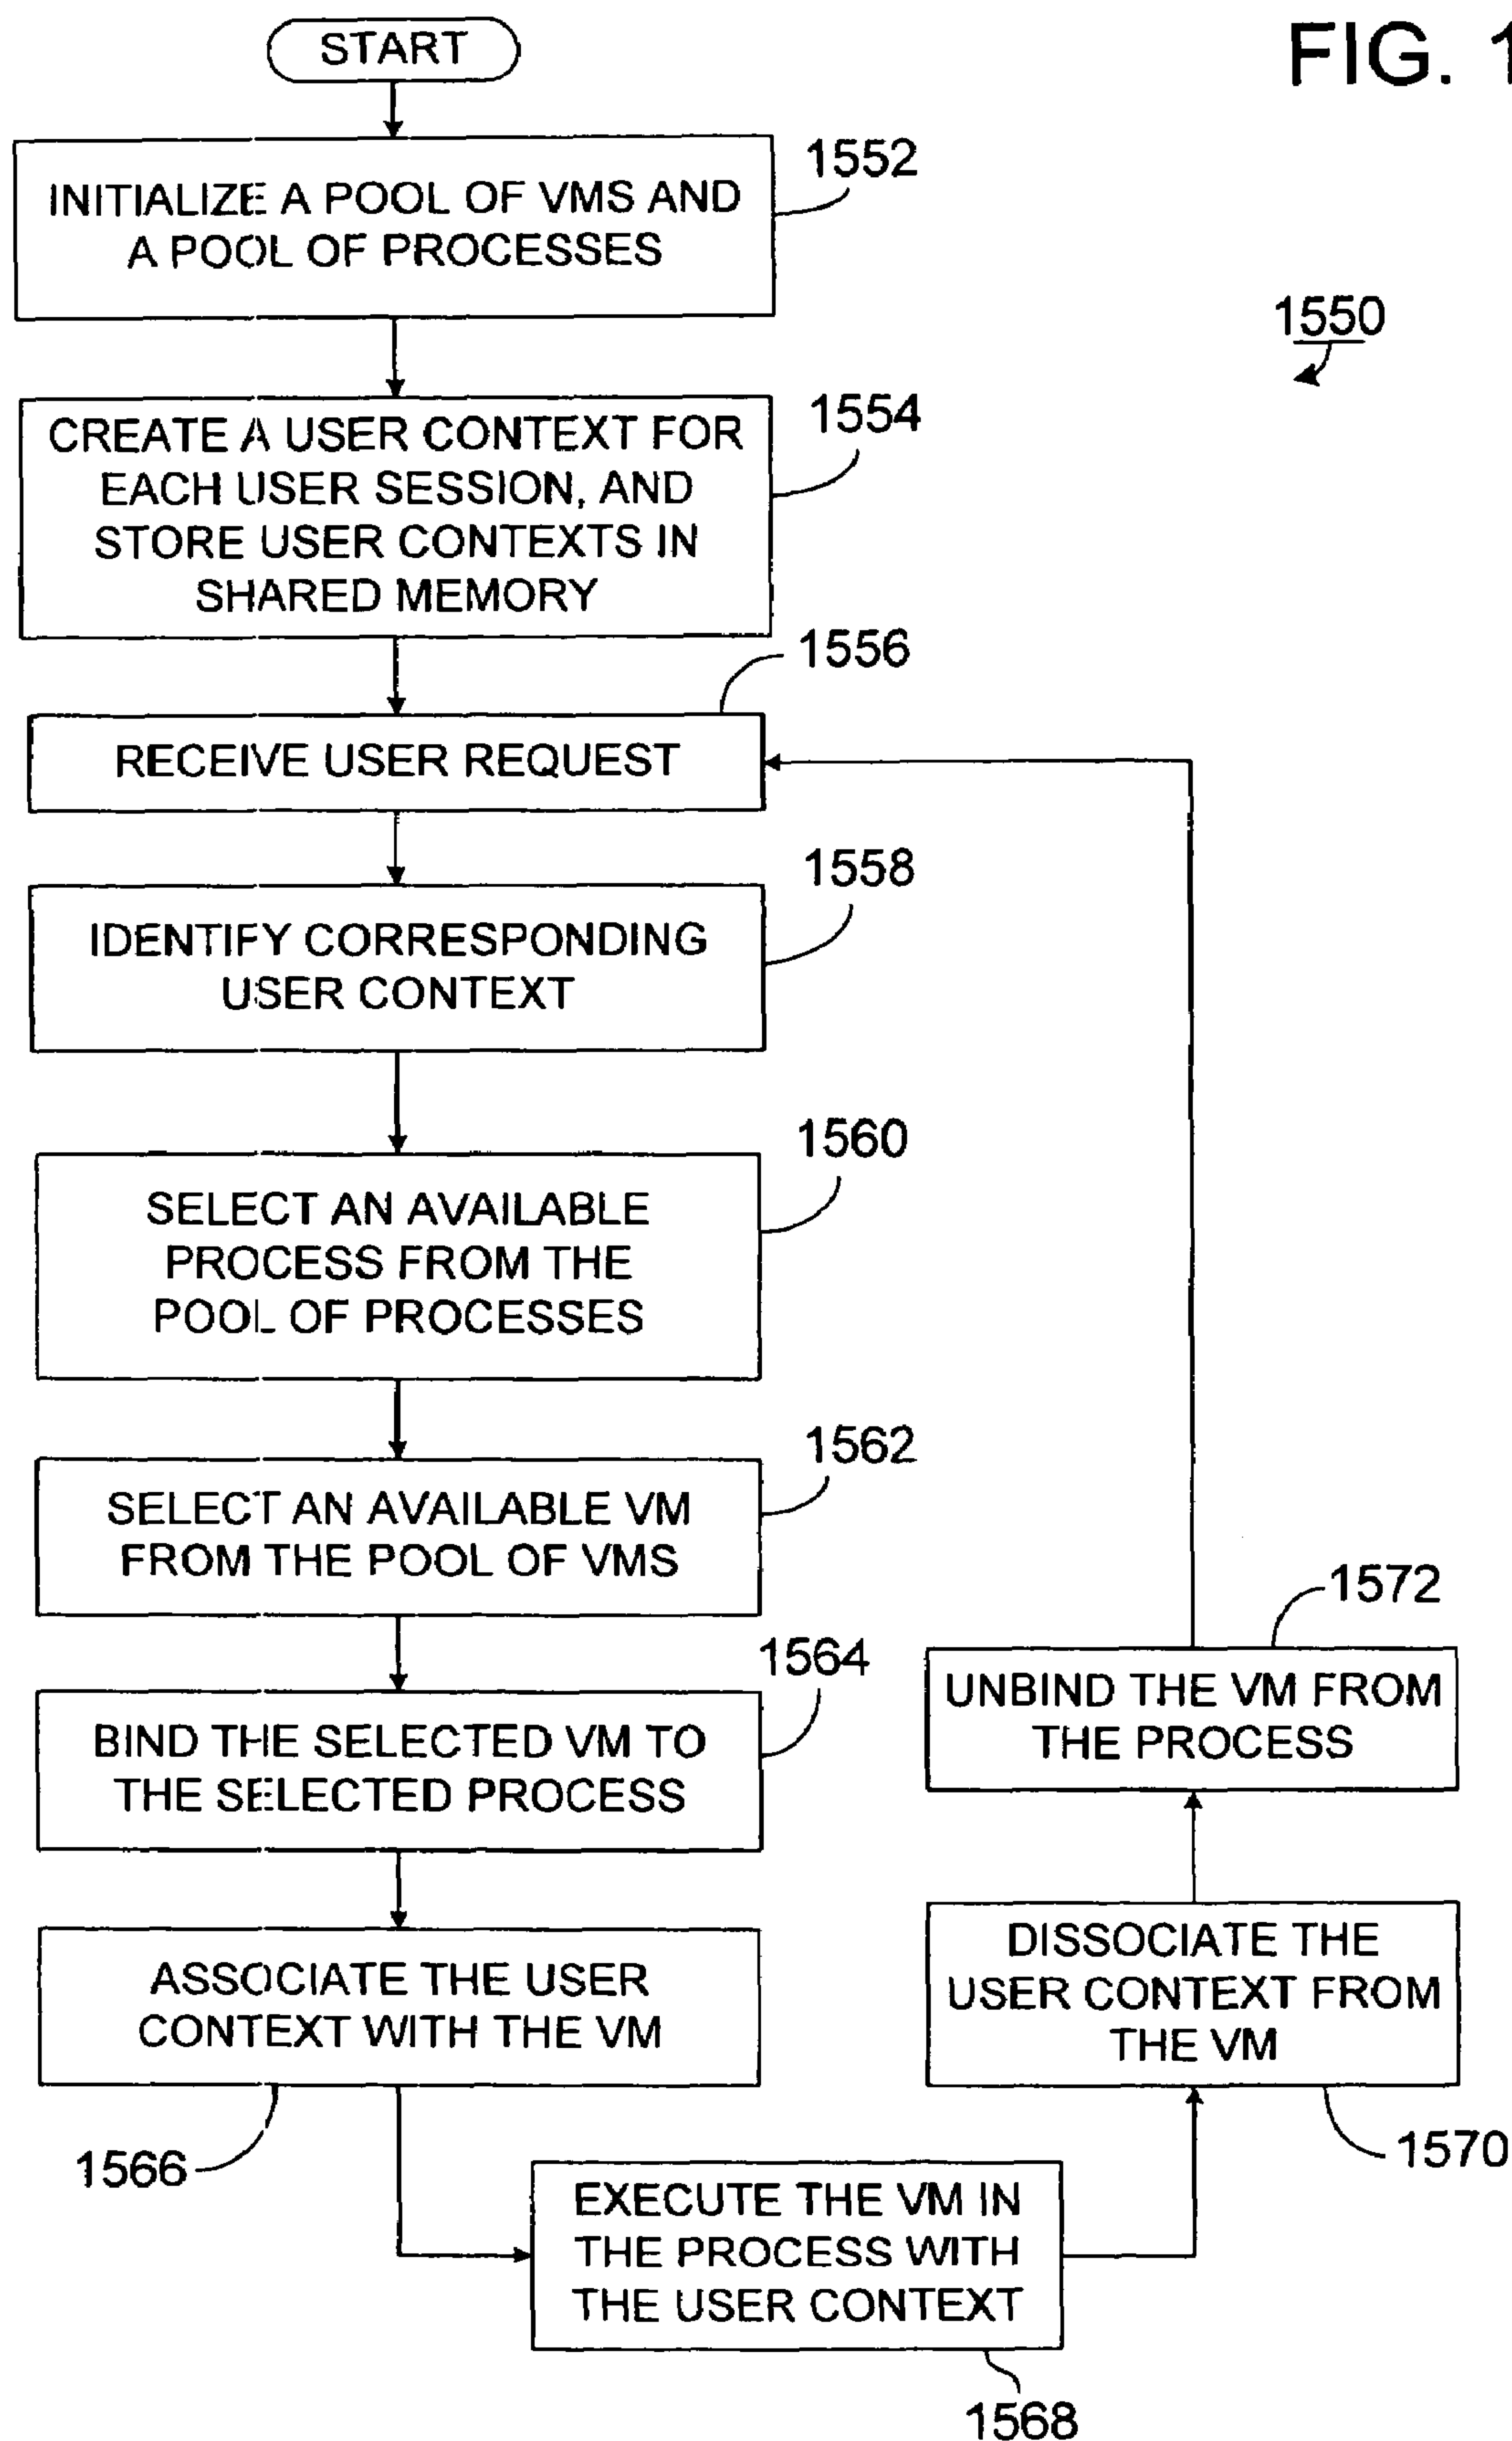 START
FIG. 1
INITIALIZE A POOL OF VMS AND
A POOL OF PROCESSES
1552
1550
CREATE A USER CONTEXT FOR
EACH USER SESSION, AND
STORE USER CONTEXTS IN
SHARED MEMORY
1554
1556
RECEIVE USER REQUEST
1558
IDENTIFY CORRESPONDING
USER CONTEXT
1560
SELECT AN AVAILABLE
PROCESS FROM THE
POOL OF PROCESSES
1562
SELECT AN AVAILABLE VM
FROM THE POOL OF VMS
1564
BIND THE SELECTED VM TO
THE SELECTED PROCESS
ASSOCIATE THE USER
CONTEXT WITH THE VM
1566
EXECUTE THE VM IN
THE PROCESS WITH
THE USER CONTEXT
1568
DISSOCIATE THE
USER CONTEXT FROM
THE VM
1570
1572
UNBIND THE VM FROM
THE PROCESS